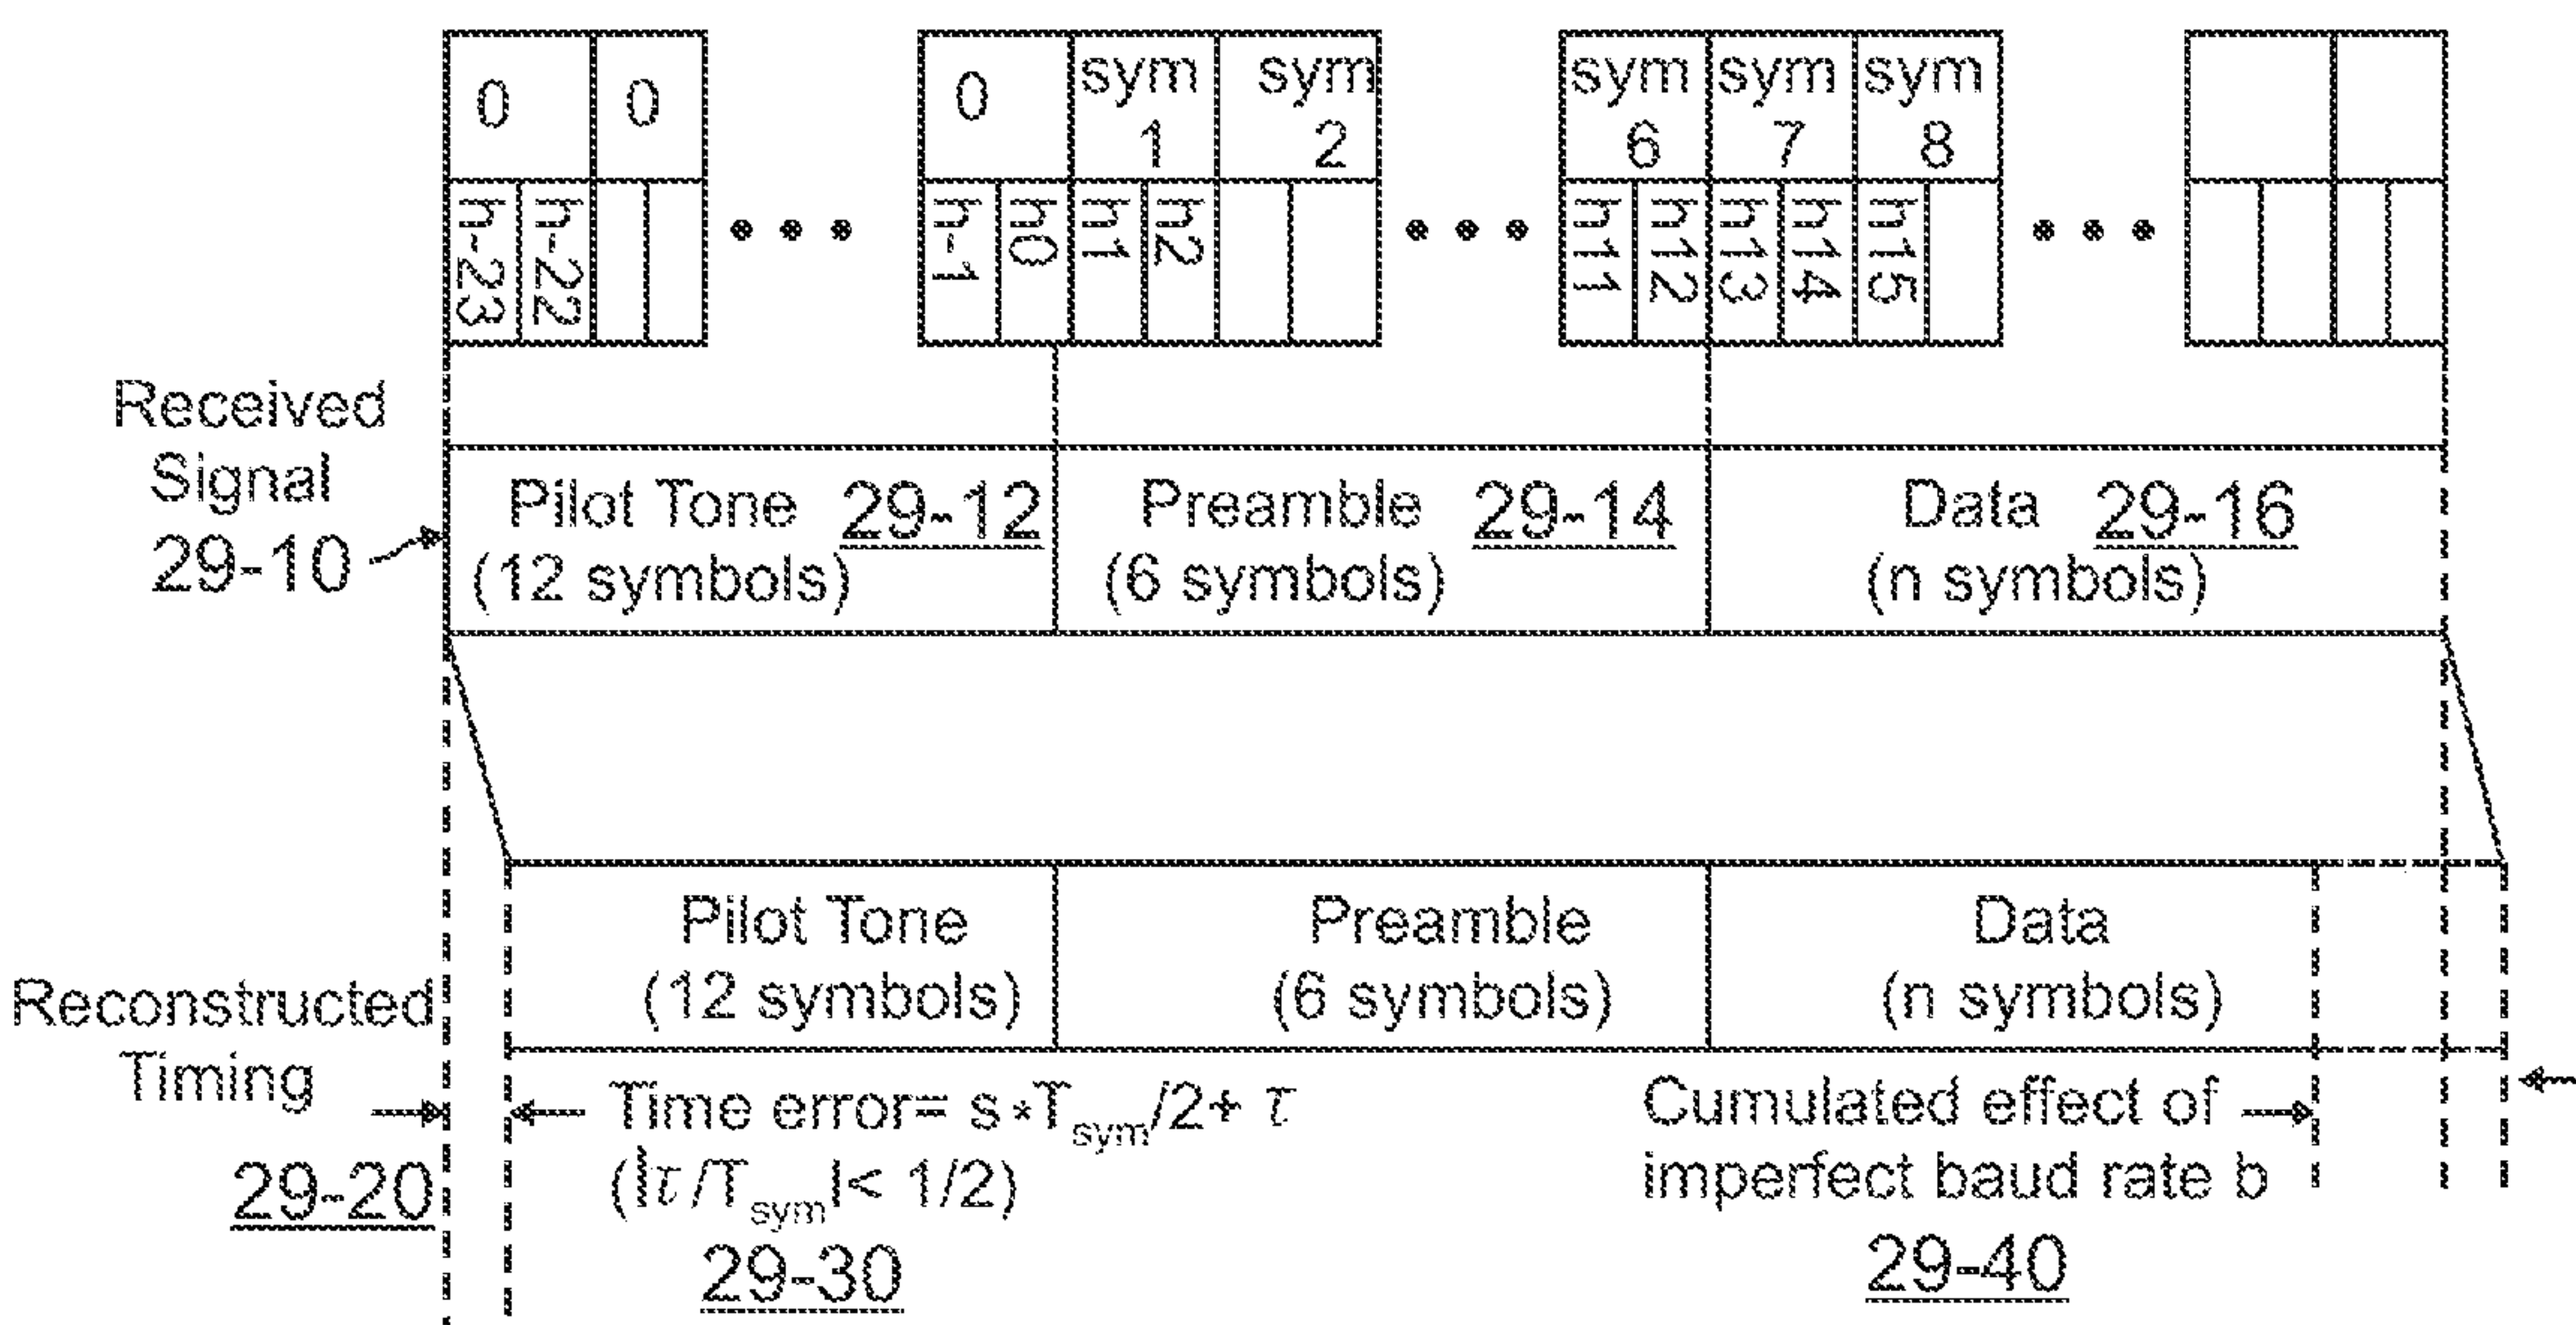 0 0 0 sym sym sym sym sym
1 2 6 7 8
h-23 h-22 h-1 h0 h1 h2 h11 h12 h13 h14 h15
Received
Signal
29-10
Pilot Tone 29-12
(12 symbols)
Preamble 29-14
(6 symbols)
Data 29-16
(n symbols)
Pilot Tone
(12 symbols)
Preamble
(6 symbols)
Data
(n symbols)
Reconstructed
Timing
29-20
Time error= s*Tsym/2+ τ
(|τ/Tsym|< 1/2)
29-30
Cumulated effect of
imperfect baud rate b
29-40